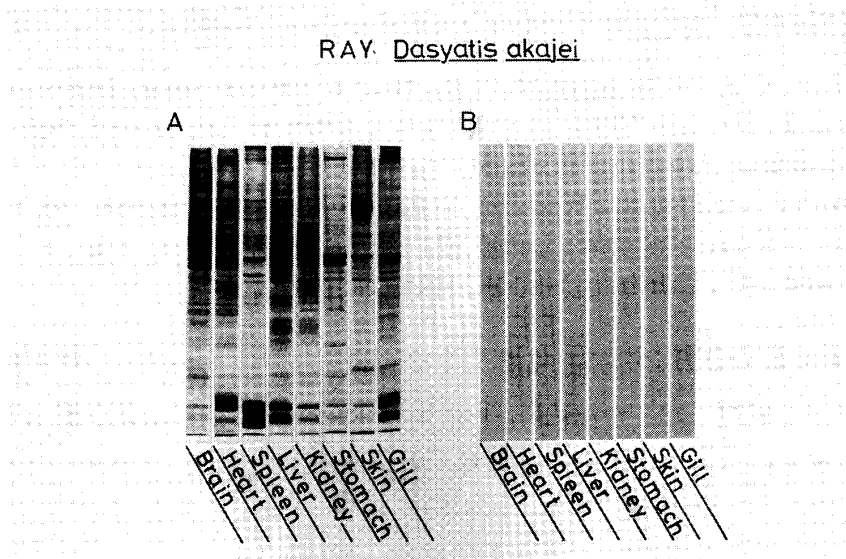 RAY Dasyatis akajei
A
B
Brain
Heart
Spleen
Liver
Kidney
Stomach
Skin
Gill
Brain
Heart
Spleen
Liver
Kidney
Stomach
Skin
Gill